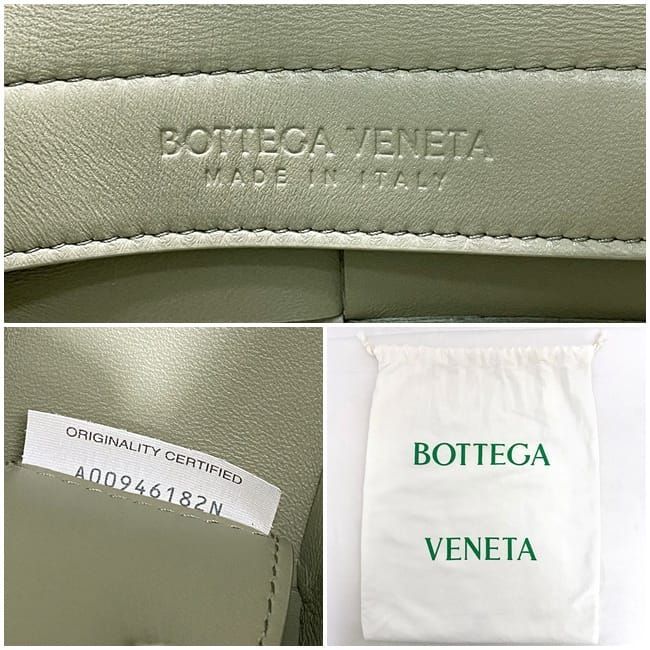 BOTTEGA VENETA
MADE IN ITALY
ORIGINALITY CERTIFIED
A00946182N
BOTTEGA
VENETA